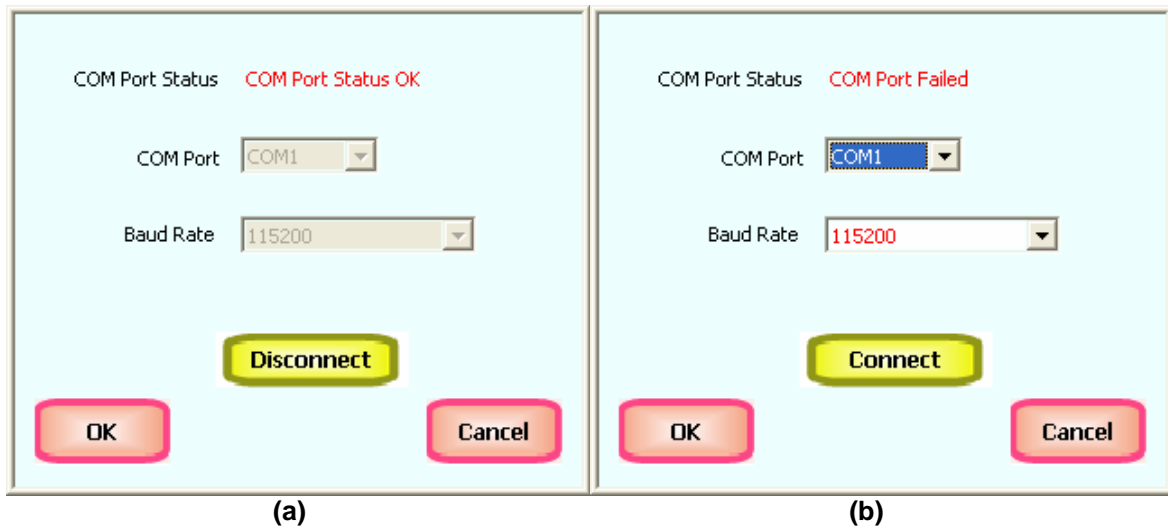 COM Port Status COM Port Status OK
COM Port COM1
Baud Rate 115200
Disconnect
OK Cancel
(a)
COM Port Status COM Port Failed
COM Port COM1
Baud Rate 115200
Connect
OK Cancel
(b)